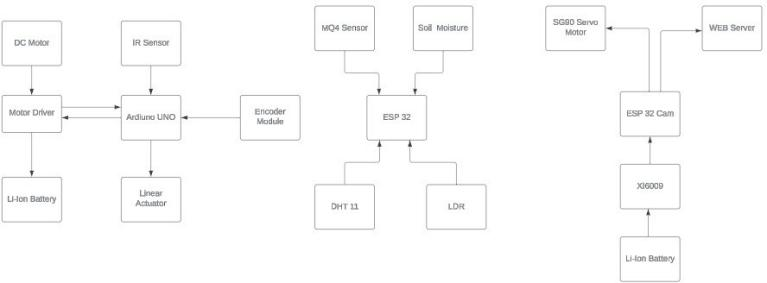 DC Motor
IR Sensor
Motor Driver
Ardiuno UNO
Encoder
Module
Li-Ion Battery
Linear
Actuator
MQ4 Sensor
Soil Moisture
ESP 32
DHT 11
LDR
SG90 Servo
Motor
WEB Server
ESP 32 Cam
Xl6009
Li-Ion Battery